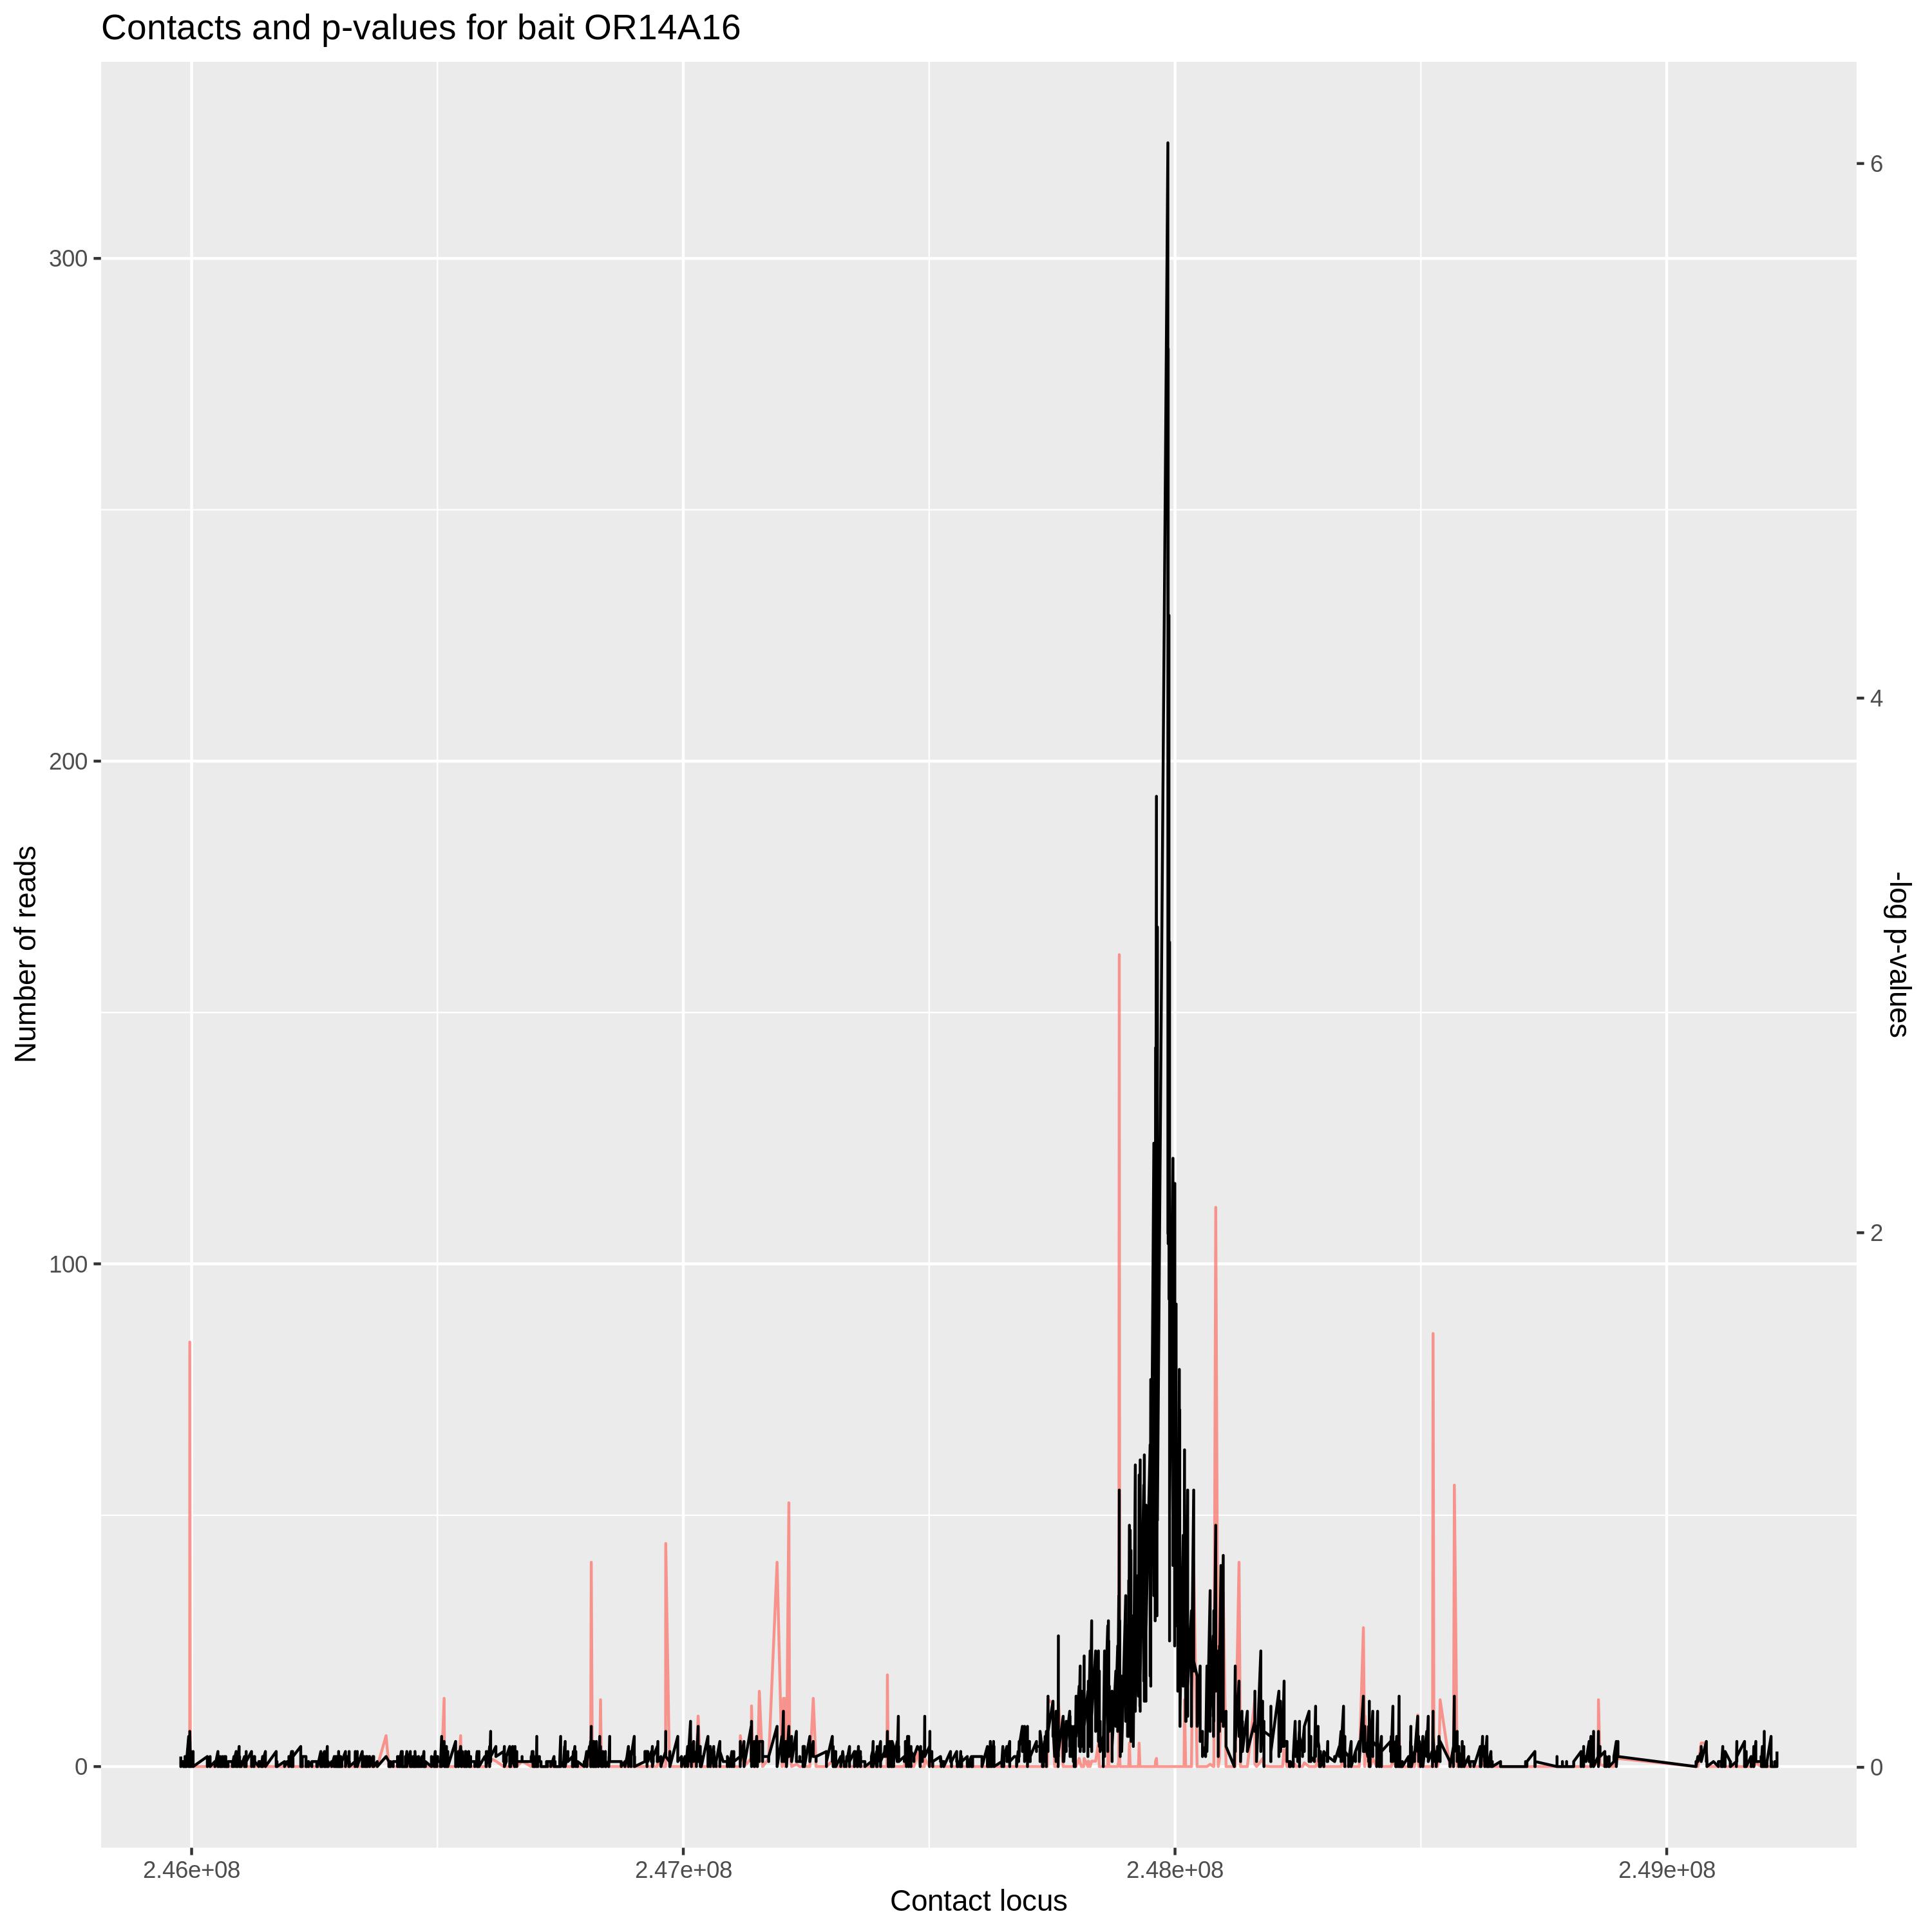 Contacts and p-values for bait OR14A16
300
200
100
0
Number of reads
6
4
2
0
-log p-values
2.46e+08
2.47e+08
2.48e+08
2.49e+08
Contact locus